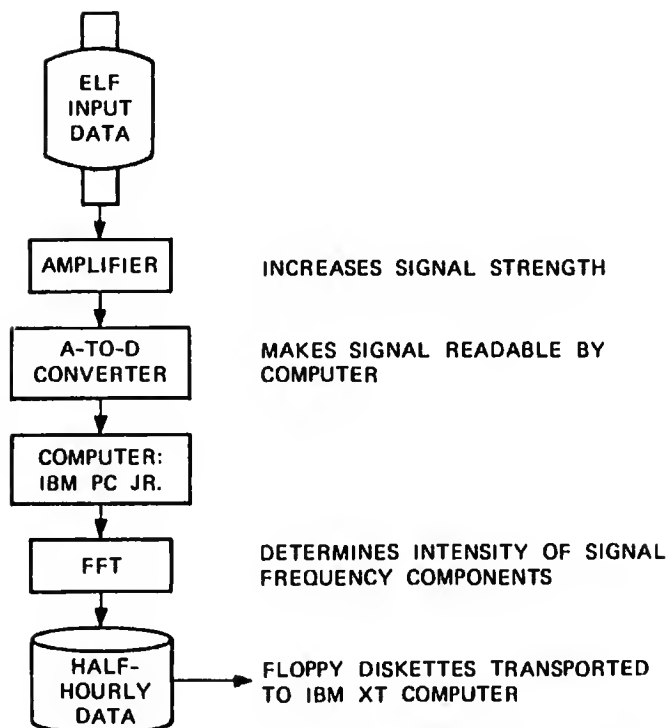 ELF
INPUT
DATA
AMPLIFIER
INCREASES SIGNAL STRENGTH
A-TO-D
CONVERTER
MAKES SIGNAL READABLE BY
COMPUTER
COMPUTER:
IBM PC JR.
FFT
DETERMINES INTENSITY OF SIGNAL
FREQUENCY COMPONENTS
HALF-
HOURLY
DATA
FLOPPY DISKETTES TRANSPORTED
TO IBM XT COMPUTER